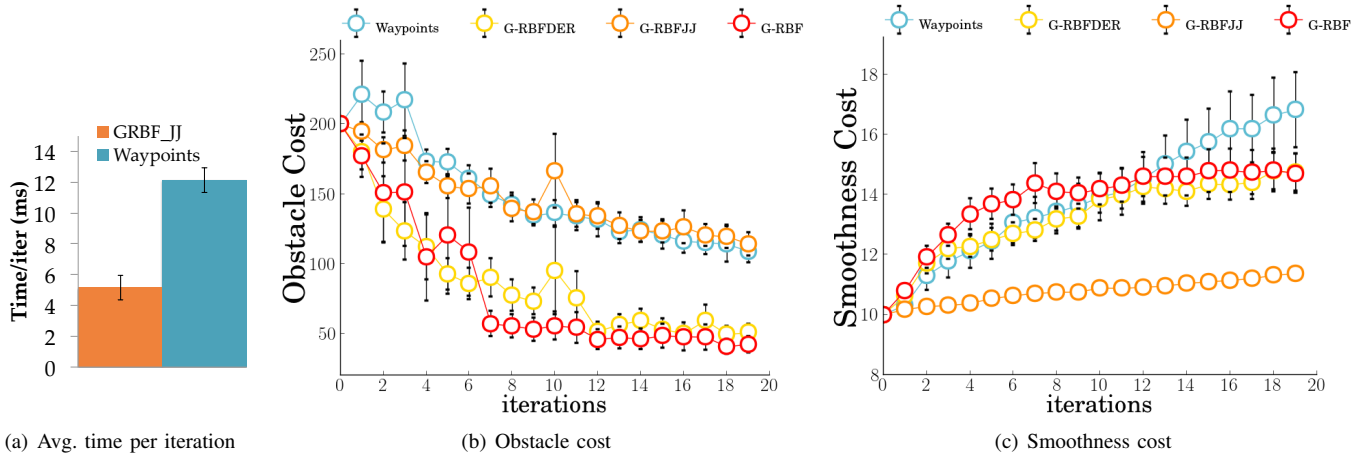 GRBF_JJ
Waypoints
Time/ite/iter (ms)
14
12
10
8
6
4
2
0
(a) Avg. time per iteration
Waypoints G-RBFDER G-RBFJJ G-RBF
Obstacle Cost
250
200
150
100
50
0 2 4 6 8 10 12 14 16 18 20
iterations
(b) Obstacle cost
Waypoints G-RBFDER G-RBFJJ G-RBF
Smoothness Cost
18
16
14
12
10
8
0 2 4 6 8 10 12 14 16 18 20
iterations
(c) Smoothness cost